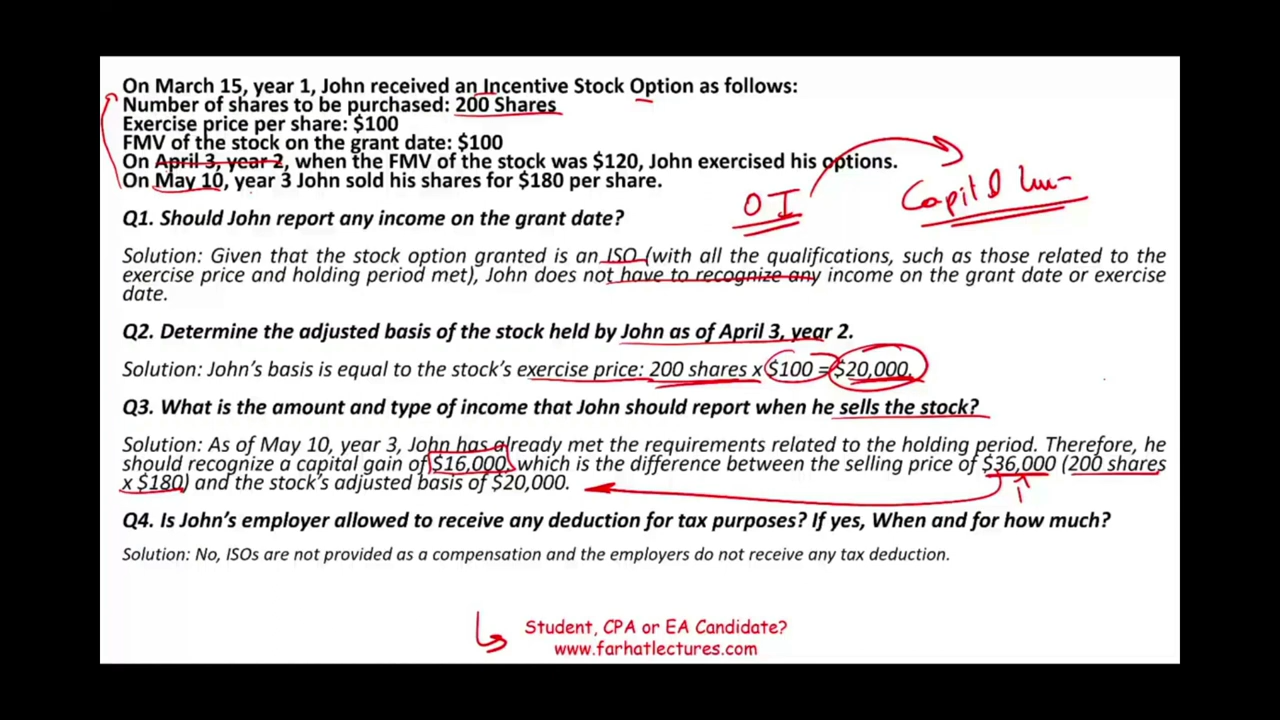 On March 15, year 1, John received an Incentive Stock Option as follows:
Number of shares to be purchased: 200 Shares
Exercise price per share: $100
FMV of the stock on the grant date: $100
On April 3, year 2, when the FMV of the stock was $120, John exercised his options.
On May 10, year 3 John sold his shares for $180 per share.
OI
Capital
Q1. Should John report any income on the grant date?
Solution: Given that the stock option granted is an ISO (with all the qualifications, such as those related to the
exercise price and holding period met), John does not have to recognize any income on the grant date or exercise
date.
Q2. Determine the adjusted basis of the stock held by John as of April 3, year 2.
Solution: John's basis is equal to the stock's exercise price: 200 shares x $100 = $20,000.
Q3. What is the amount and type of income that John should report when he sells the stock?
Solution: As of May 10, year 3, John has already met the requirements related to the holding period. Therefore, he
should recognize a capital gain of $16,000, which is the difference between the selling price of $36,000 (200 shares
x $180) and the stock's adjusted basis of $20,000.
Q4. Is John's employer allowed to receive any deduction for tax purposes? If yes, When and for how much?
Solution: No, ISOs are not provided as a compensation and the employers do not receive any tax deduction.
Student, CPA or EA Candidate?
www.farhatlectures.com